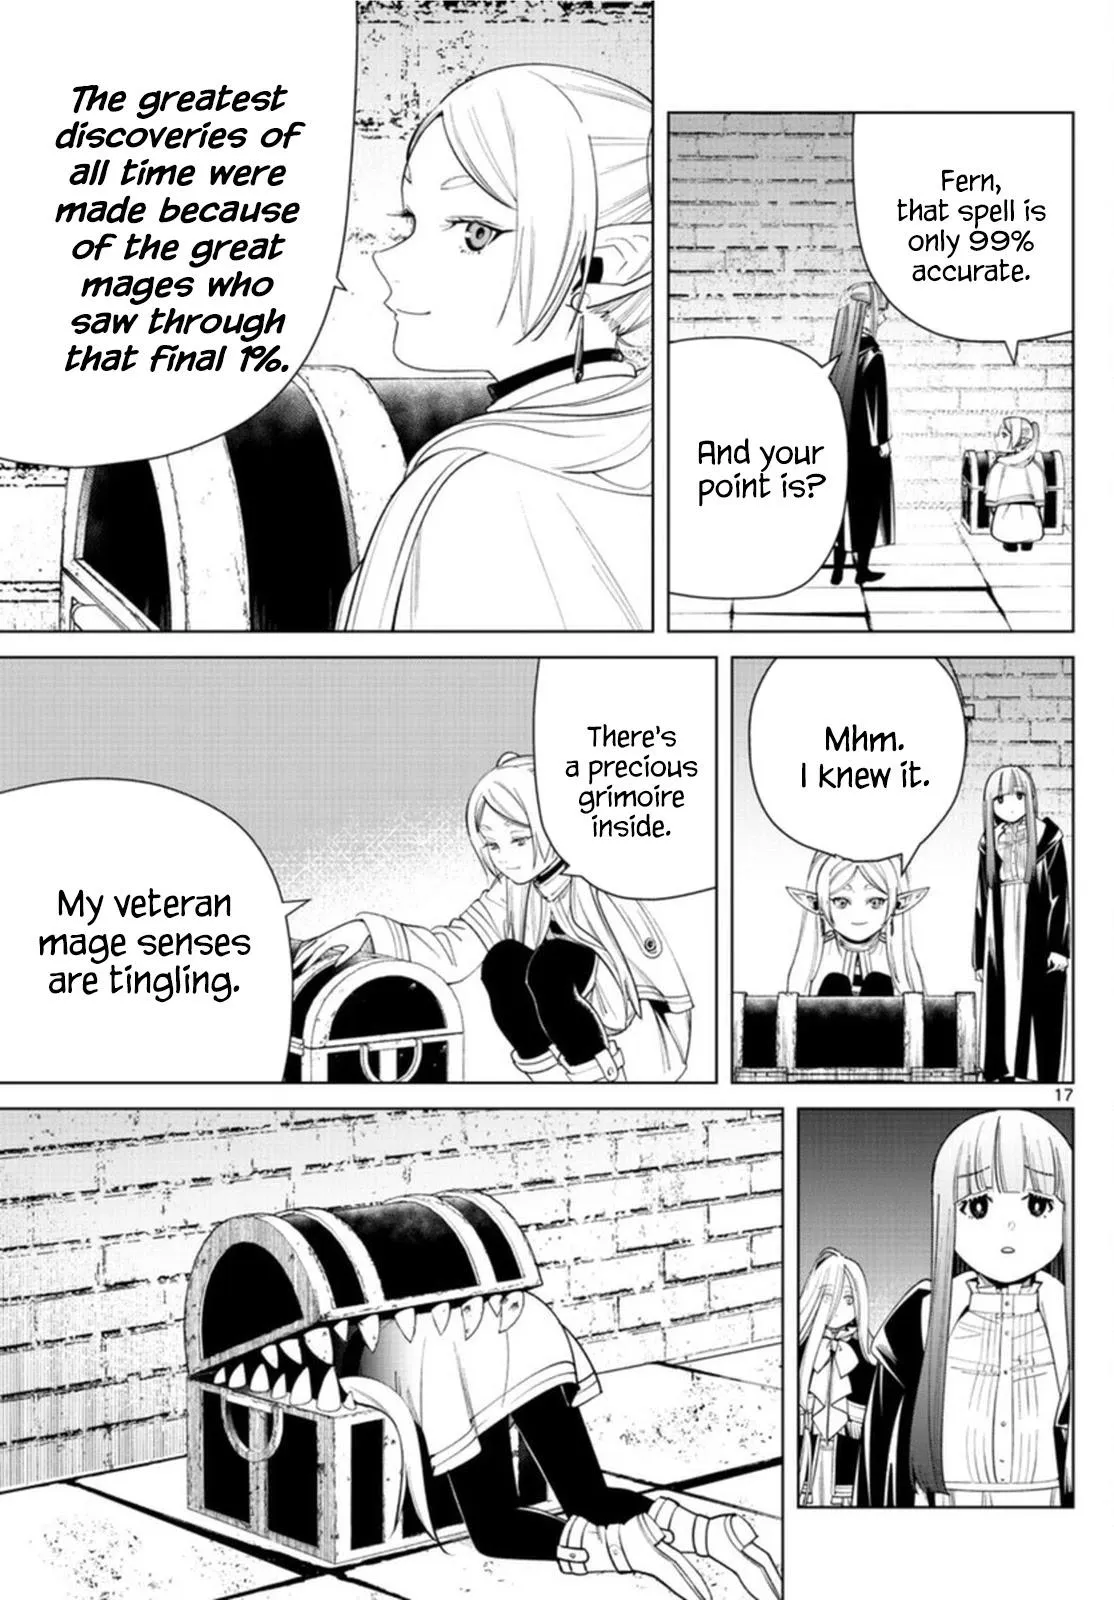 Fern,
that spell is
only 99%
accurate.
And your
point is?
The greatest
discoveries of
all time were
made because
of the great
mages who
saw through
that final 1%.
Mhm.
I knew it.
There's
a precious
grimoire
inside.
My veteran
mage senses
are tingling.
17